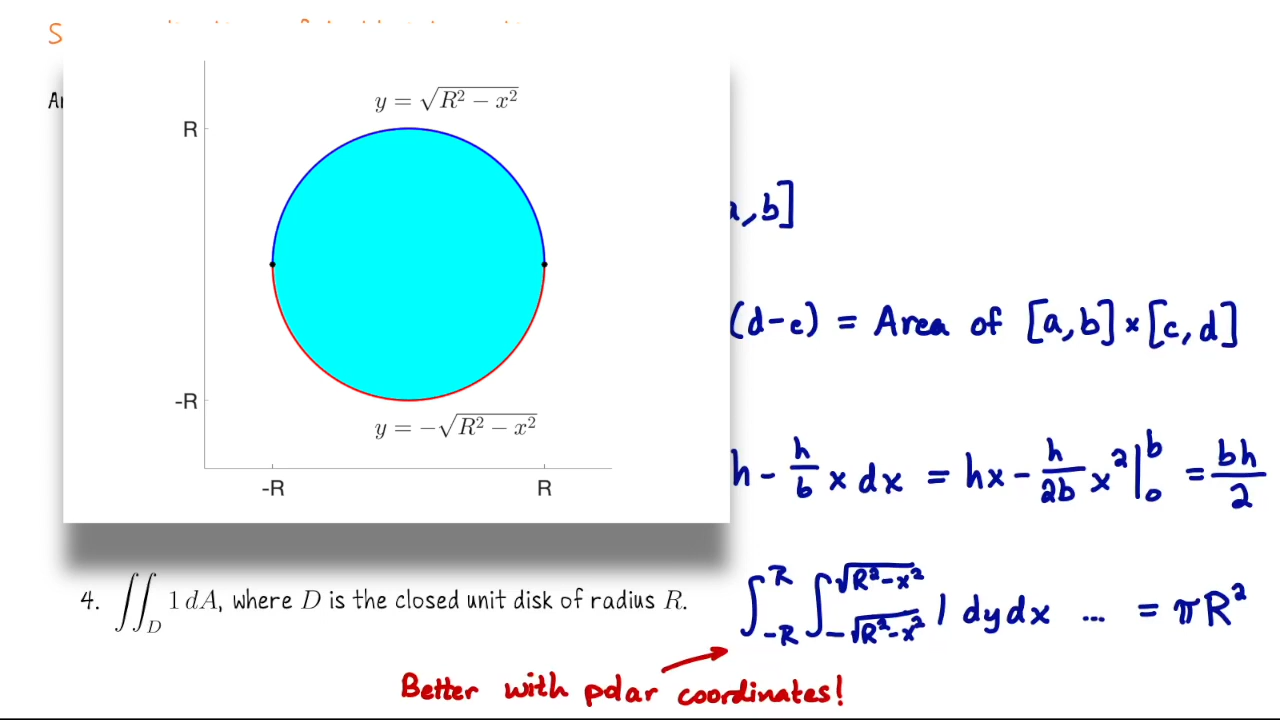 S
y = √(R² − x²)
R
-R
y = −√(R² − x²)
-R R
a, b]
(d-c) = Area of [a, b] × [c, d]
h - h/b x dx = hx - h/2b x² |₀ᵇ = bh/2
4. ∬_D 1 dA, where D is the closed unit disk of radius R.
∫_{-R}^{R} ∫_{-√(R²-x²)}^{√(R²-x²)} 1 dy dx ... = πR²
Better with polar coordinates!